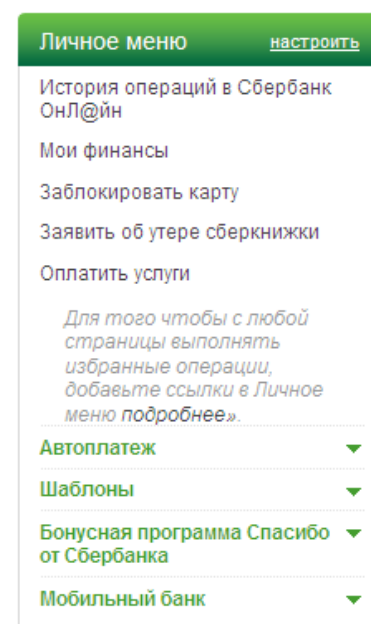 Личное меню настроить
История операций в Сбербанк
ОнЛ@йн
Мои финансы
Заблокировать карту
Заявить об утере сберкнижки
Оплатить услуги
Для того чтобы с любой
страницы выполнять
избранные операции,
добавьте ссылки в Личное
меню подробнее».
Автоплатеж
Шаблоны
Бонусная программа Спасибо
от Сбербанка
Мобильный банк